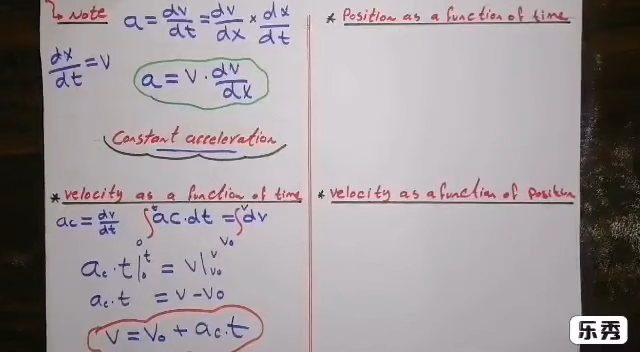 Note
a = dv/dt = dv/dx × dx/dt
dx/dt = v
a = v . dv/dx
Constant acceleration
* velocity as a function of time
ac = dv/dt ∫₀ᵗ ac.dt = ∫ᵥ₀ᵛ dv
ac.t|₀ᵗ = v|ᵥ₀ᵛ
ac.t = v - v₀
v = v₀ + ac.t
* Position as a function of time
* velocity as a function of position
乐秀